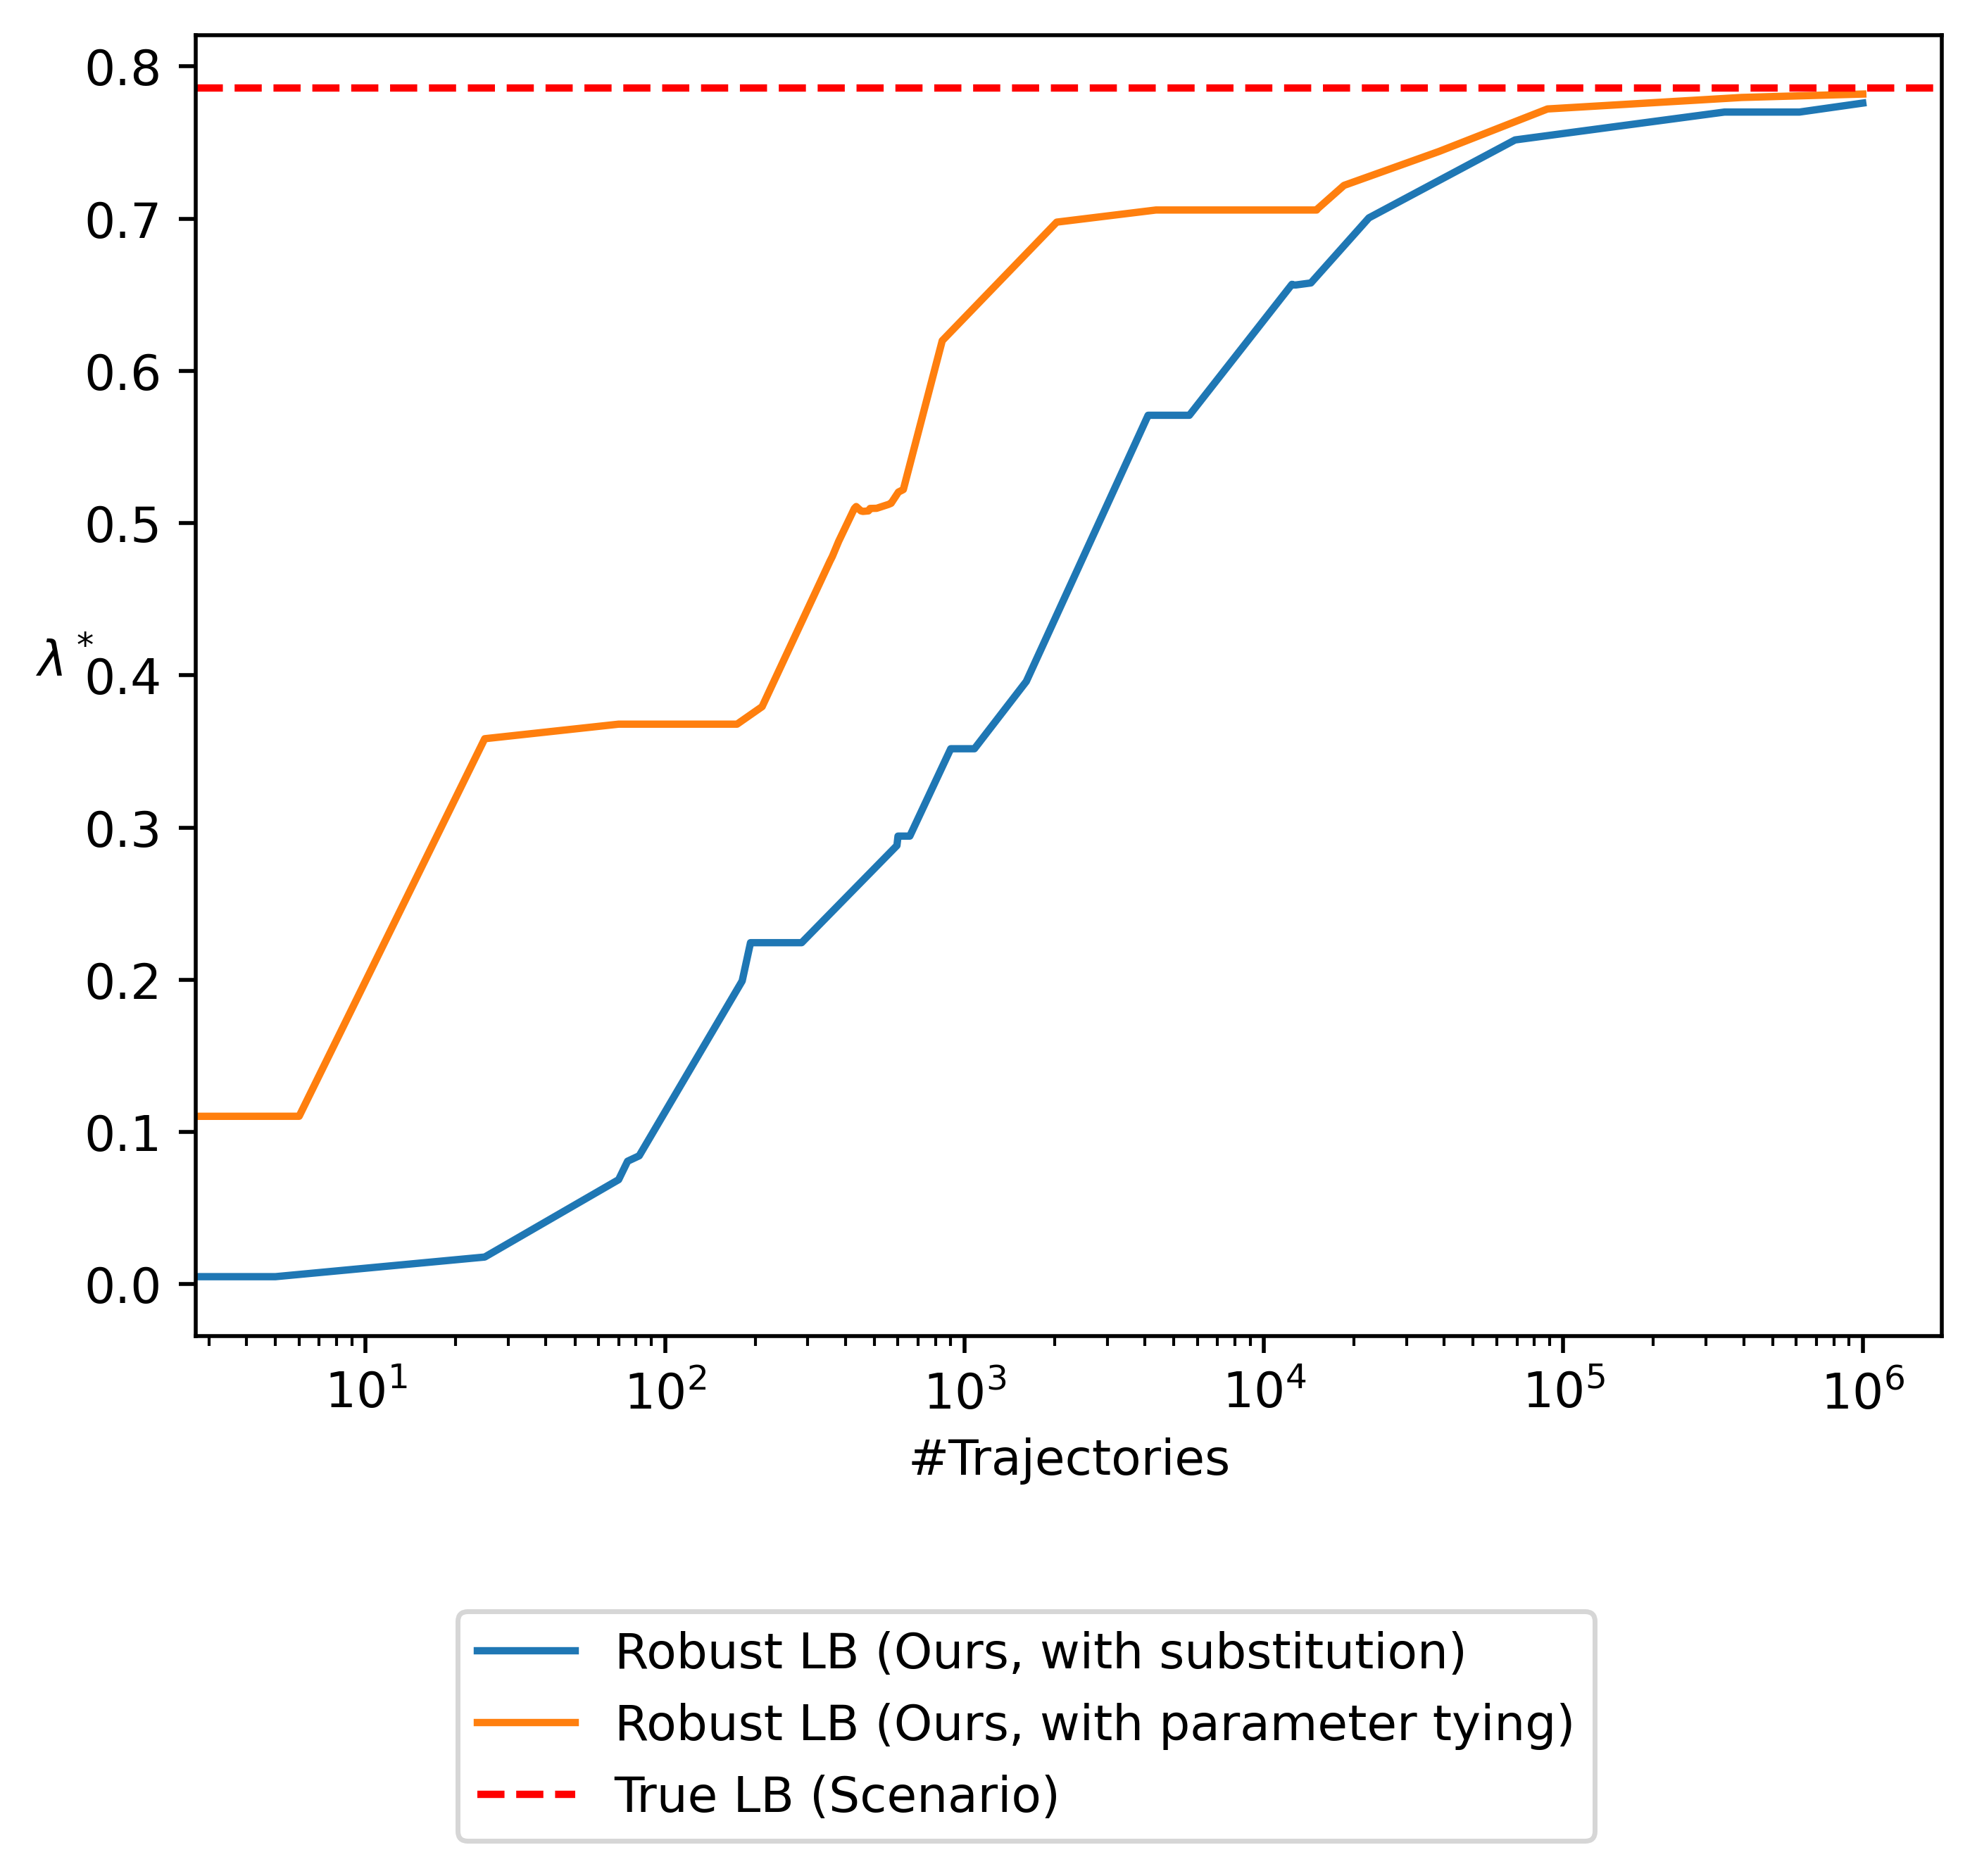 0.8
0.7
0.6
0.5
λ*
0.4
0.3
0.2
0.1
0.0
10¹ 10² 10³ 10⁴ 10⁵ 10⁶
#Trajectories
Robust LB (Ours, with substitution)
Robust LB (Ours, with parameter tying)
True LB (Scenario)